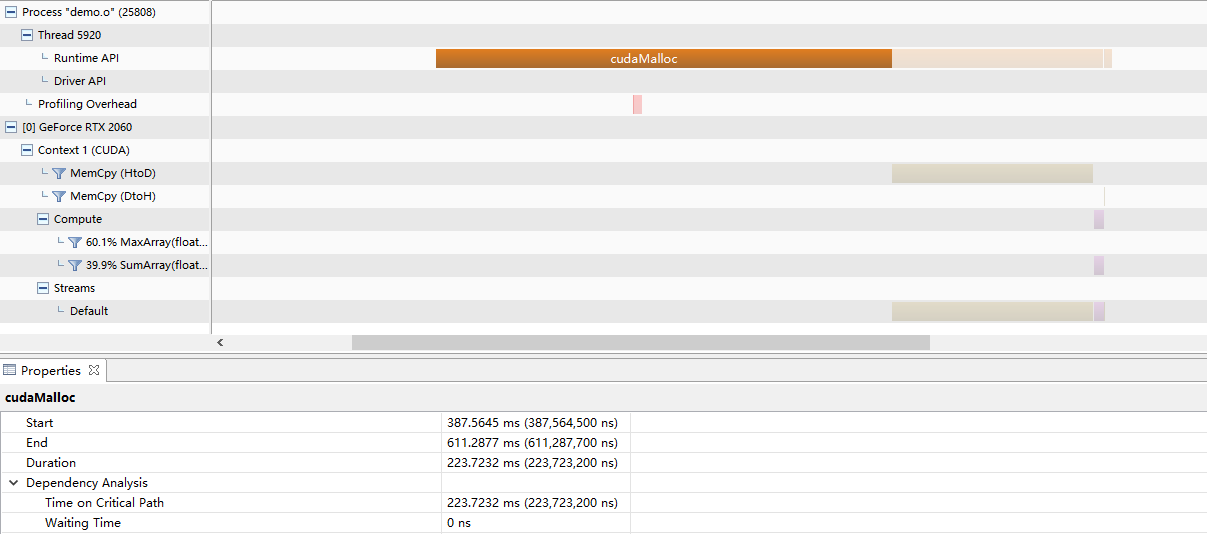 Process "demo.o" (25808)
Thread 5920
Runtime API
cudaMalloc
Driver API
Profiling Overhead
[0] GeForce RTX 2060
Context 1 (CUDA)
MemCpy (HtoD)
MemCpy (DtoH)
Compute
60.1% MaxArray(float...
39.9% SumArray(float...
Streams
Default
Properties
cudaMalloc
Start 387.5645 ms (387,564,500 ns)
End 611.2877 ms (611,287,700 ns)
Duration 223.7232 ms (223,723,200 ns)
Dependency Analysis
Time on Critical Path 223.7232 ms (223,723,200 ns)
Waiting Time 0 ns